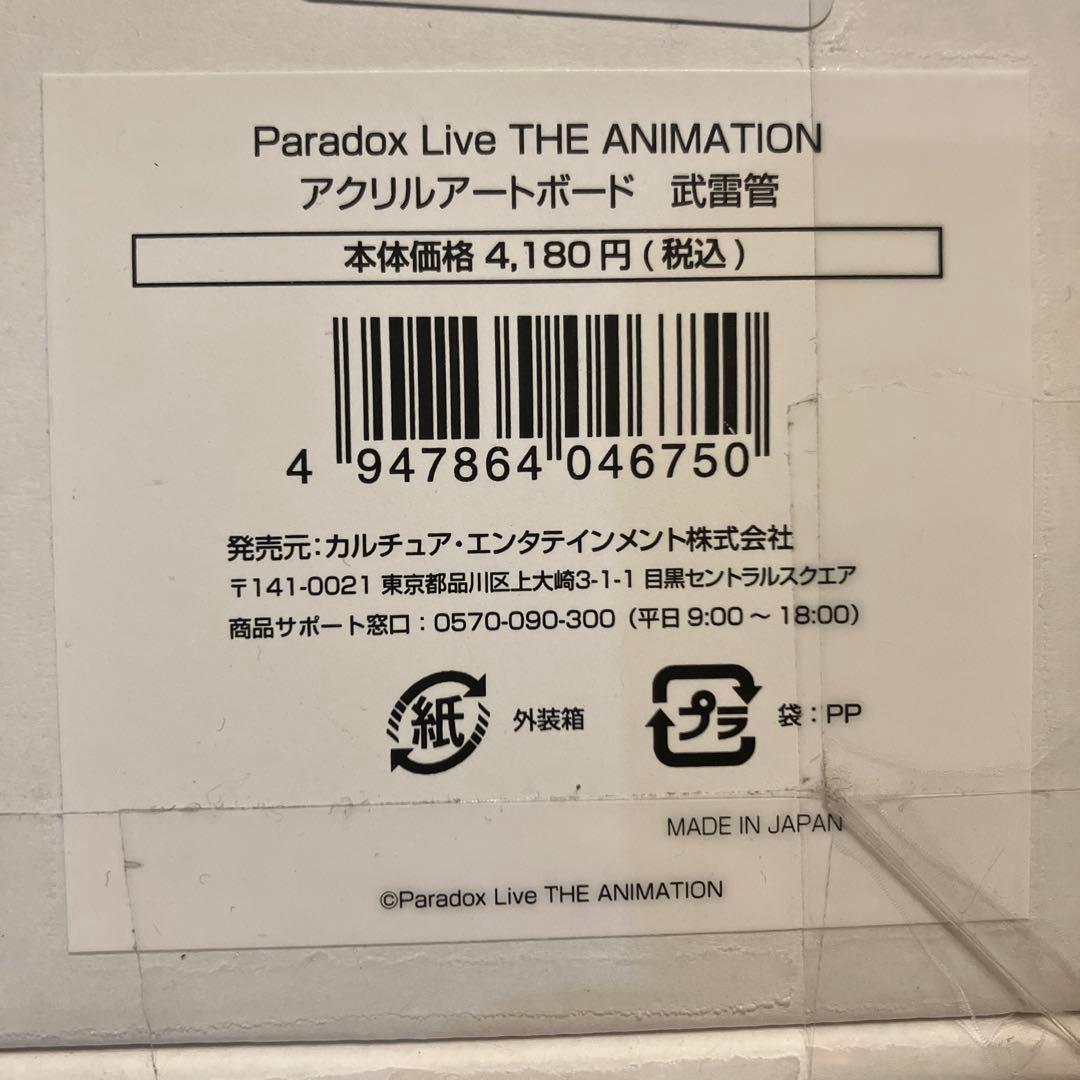 Paradox Live THE ANIMATION
アクリルアートボード　武雷管
本体価格 4,180 円 ( 税込 )
4 947864 046750
発売元：カルチュア・エンタテインメント株式会社
〒141-0021 東京都品川区上大崎3-1-1 目黒セントラルスクエア
商品サポート窓口：0570-090-300（平日 9:00 ～ 18:00）
紙 外装箱 プラ 袋：PP
MADE IN JAPAN
©Paradox Live THE ANIMATION